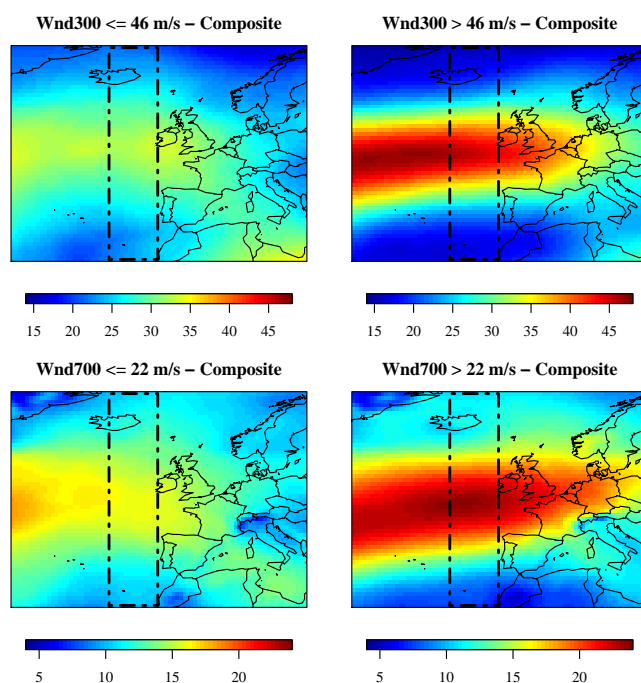 Wnd300 <= 46 m/s − Composite
Wnd300 > 46 m/s − Composite
15 20 25 30 35 40 45
15 20 25 30 35 40 45
Wnd700 <= 22 m/s − Composite
Wnd700 > 22 m/s − Composite
5 10 15 20
5 10 15 20